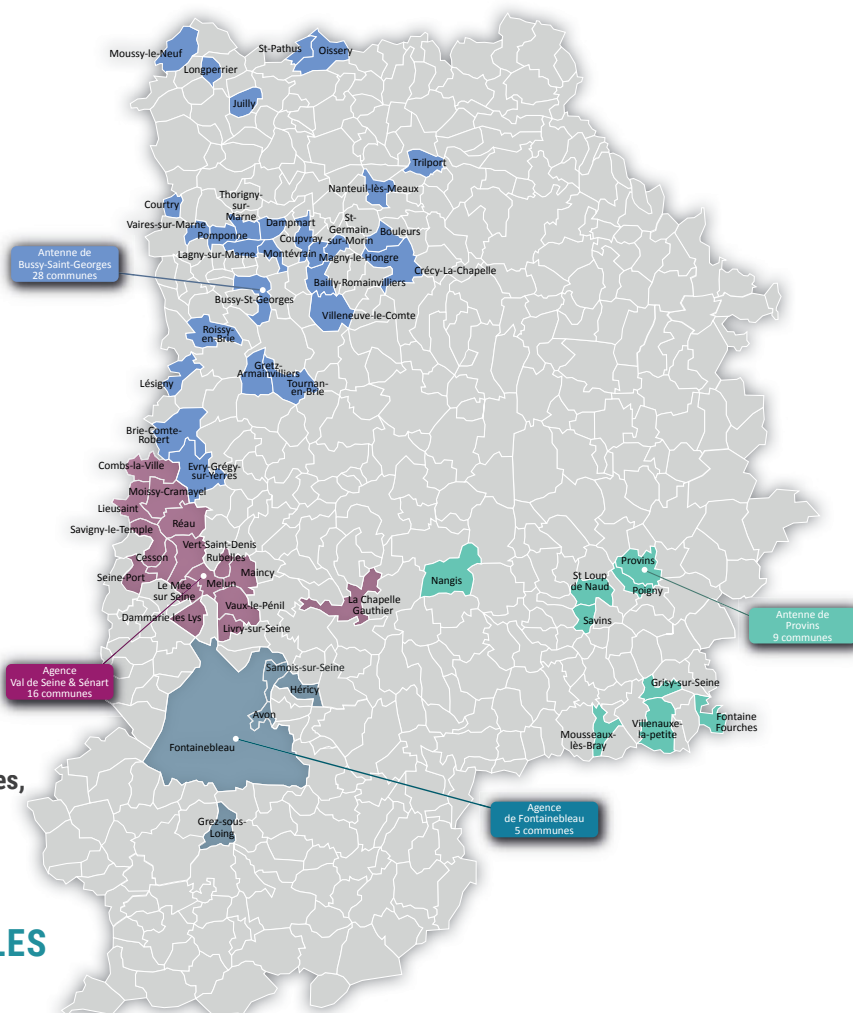 St-Pathus
Oissery
Moussy-le-Neuf
Longperrier
Juilly
Trilport
Nanteuil-lès-Meaux
Courtry
Thorigny-
sur-
Marne
Vaires-sur-Marne
Pomponne
Dampmart
Coupvray
St-
Germain-
sur-Morin
Bouleurs
Lagny-sur-Marne
Montévrain
Magny-le-Hongre
Crécy-La-Chapelle
Bailly-Romainvilliers
Antenne de
Bussy-Saint-Georges
28 communes
Bussy-St-Georges
Villeneuve-le-Comte
Roissy-
en-Brie
Lésigny
Gretz-
Armainvilliers
Tournan-
en-Brie
Brie-Comte-
Robert
Evry-Grégy-
sur-Yerres
Combs-la-Ville
Moissy-Cramayel
Lieusaint
Réau
Savigny-le-Temple
Vert-Saint-Denis
Cesson
Rubelles
Maincy
Seine-Port
Le Mée
sur Seine
Melun
Vaux-le-Pénil
Dammarie-les Lys
Livry-sur-Seine
La Chapelle
Gauthier
Nangis
St Loup
de Naud
Provins
Poigny
Savins
Antenne de
Provins
9 communes
Agence
Val de Seine & Sénart
16 communes
Samois-sur-Seine
Héricy
Avon
Fontainebleau
Grisy-sur-Seine
Mousseaux-
lès-Bray
Villenauxe-
la-petite
Fontaine
Fourches
es,
Grez-sous-
Loing
Agence
de Fontainebleau
5 communes
LES